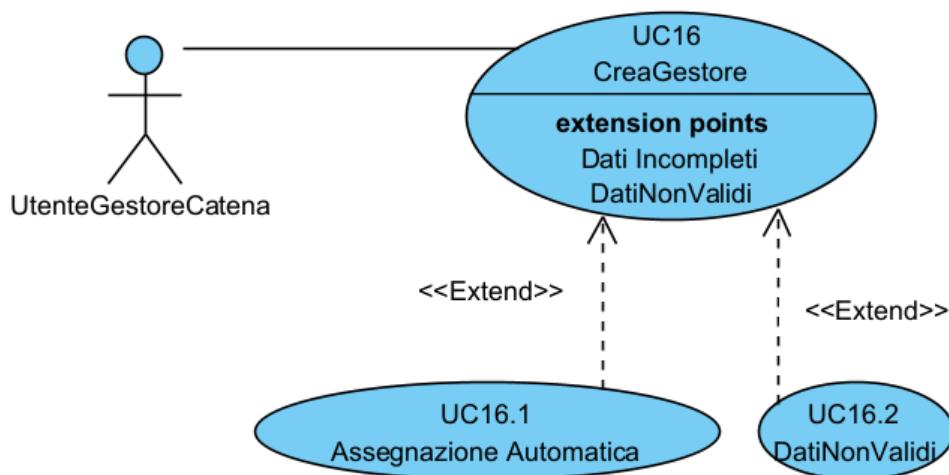 UC16
CreaGestore
extension points
Dati Incompleti
DatiNonValidi
UtenteGestoreCatena
<<Extend>>
<<Extend>>
UC16.1
Assegnazione Automatica
UC16.2
DatiNonValidi